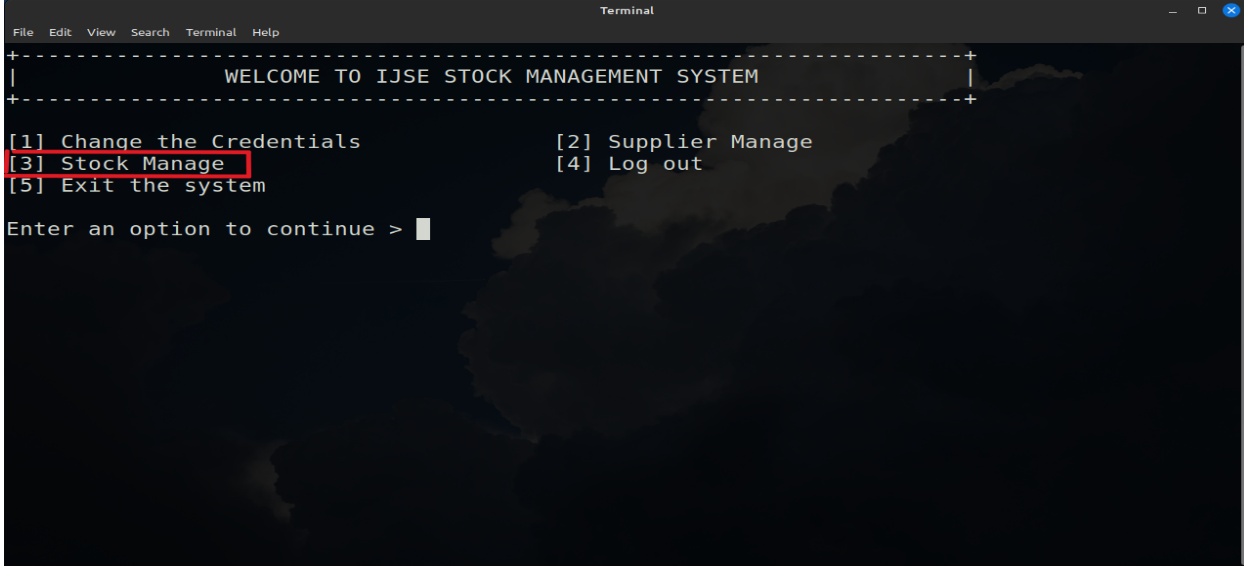 Terminal
File Edit View Search Terminal Help
+---------------------------------------------------------------------+
| WELCOME TO IJSE STOCK MANAGEMENT SYSTEM |
+---------------------------------------------------------------------+
[1] Change the Credentials [2] Supplier Manage
[3] Stock Manage [4] Log out
[5] Exit the system
Enter an option to continue >